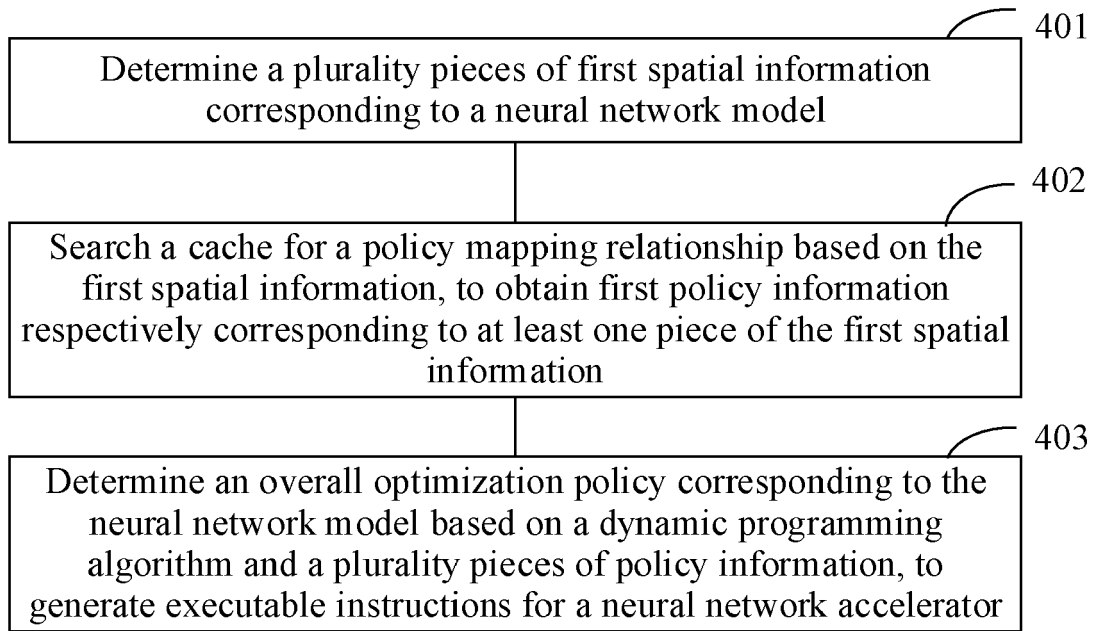 401
Determine a plurality pieces of first spatial information
corresponding to a neural network model
402
Search a cache for a policy mapping relationship based on the
first spatial information, to obtain first policy information
respectively corresponding to at least one piece of the first spatial
information
403
Determine an overall optimization policy corresponding to the
neural network model based on a dynamic programming
algorithm and a plurality pieces of policy information, to
generate executable instructions for a neural network accelerator